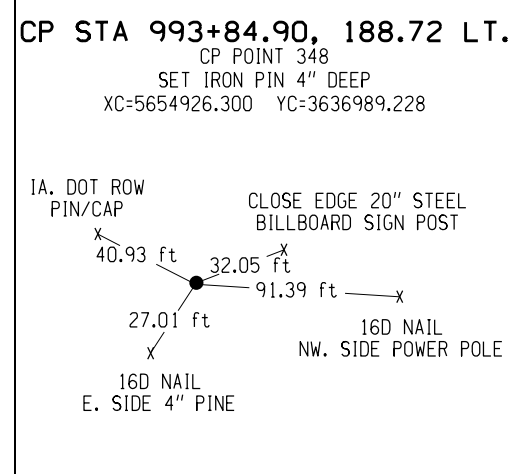 CP STA 993+84.90, 188.72 LT.
CP POINT 348
SET IRON PIN 4" DEEP
XC=5654926.300 YC=3636989.228
IA. DOT ROW
PIN/CAP
CLOSE EDGE 20" STEEL
BILLBOARD SIGN POST
X
40.93 ft
X
32.05 ft
91.39 ft
X
27.01 ft
X
16D NAIL
NW. SIDE POWER POLE
16D NAIL
E. SIDE 4" PINE